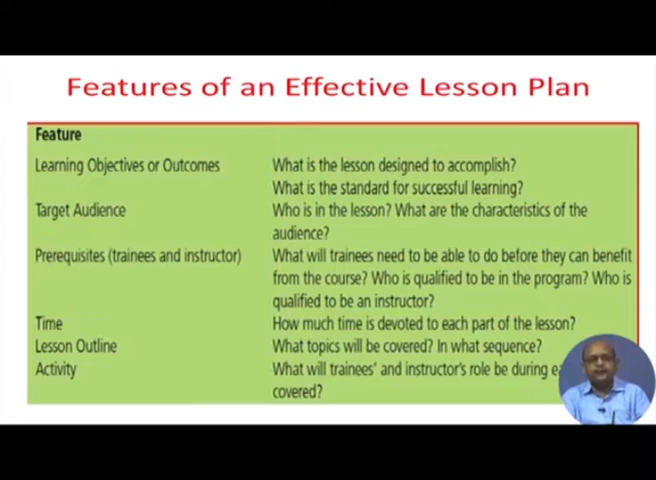 Features of an Effective Lesson Plan
Feature
Learning Objectives or Outcomes What is the lesson designed to accomplish?
What is the standard for successful learning?
Target Audience Who is in the lesson? What are the characteristics of the
audience?
Prerequisites (trainees and instructor) What will trainees need to be able to do before they can benefit
from the course? Who is qualified to be in the program? Who is
qualified to be an instructor?
Time How much time is devoted to each part of the lesson?
Lesson Outline What topics will be covered? In what sequence?
Activity What will trainees' and instructor's role be during
covered?